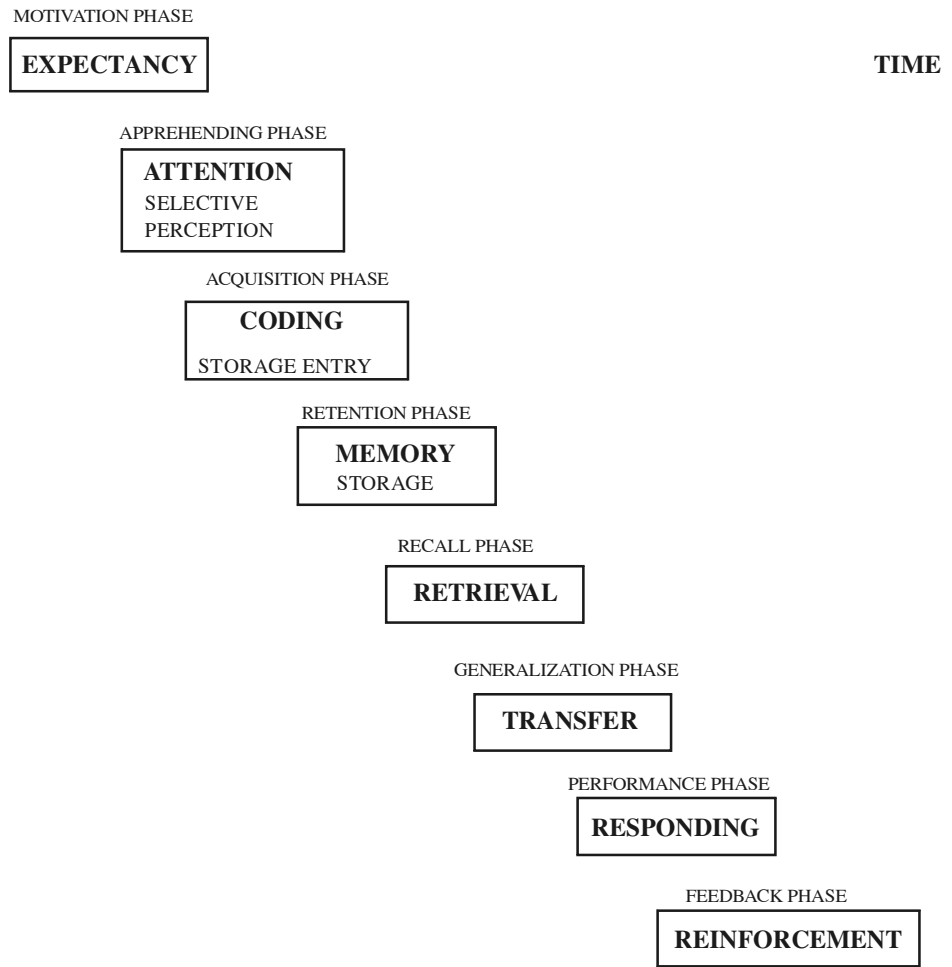 MOTIVATION PHASE
EXPECTANCY
TIME
APPREHENDING PHASE
ATTENTION
SELECTIVE
PERCEPTION
ACQUISITION PHASE
CODING
STORAGE ENTRY
RETENTION PHASE
MEMORY
STORAGE
RECALL PHASE
RETRIEVAL
GENERALIZATION PHASE
TRANSFER
PERFORMANCE PHASE
RESPONDING
FEEDBACK PHASE
REINFORCEMENT